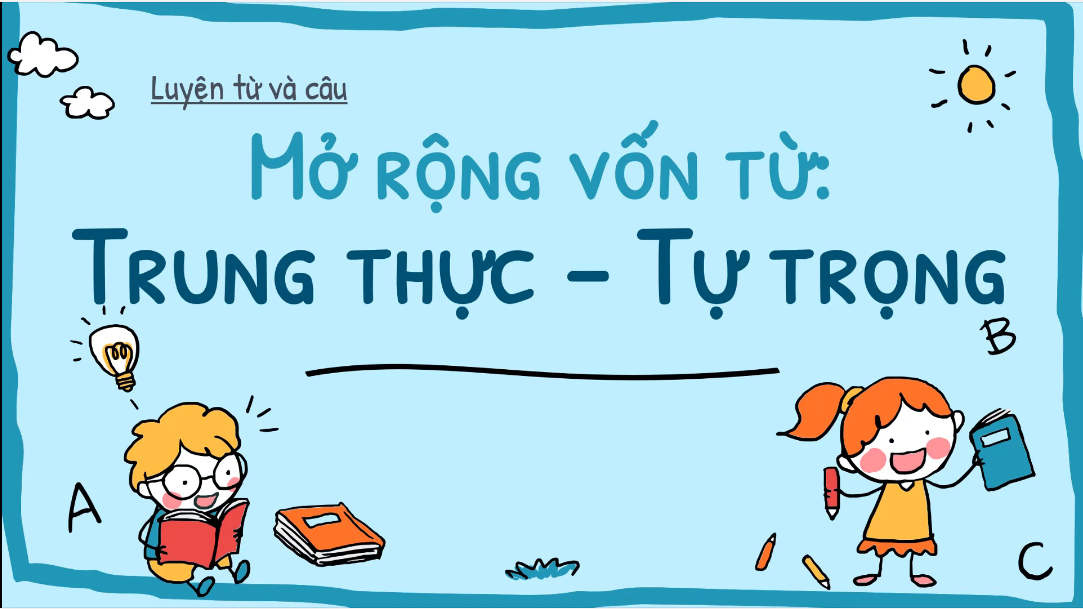 Luyện từ và câu
Mở rộng vốn từ:
Trung thực – Tự trọng
B
A
C